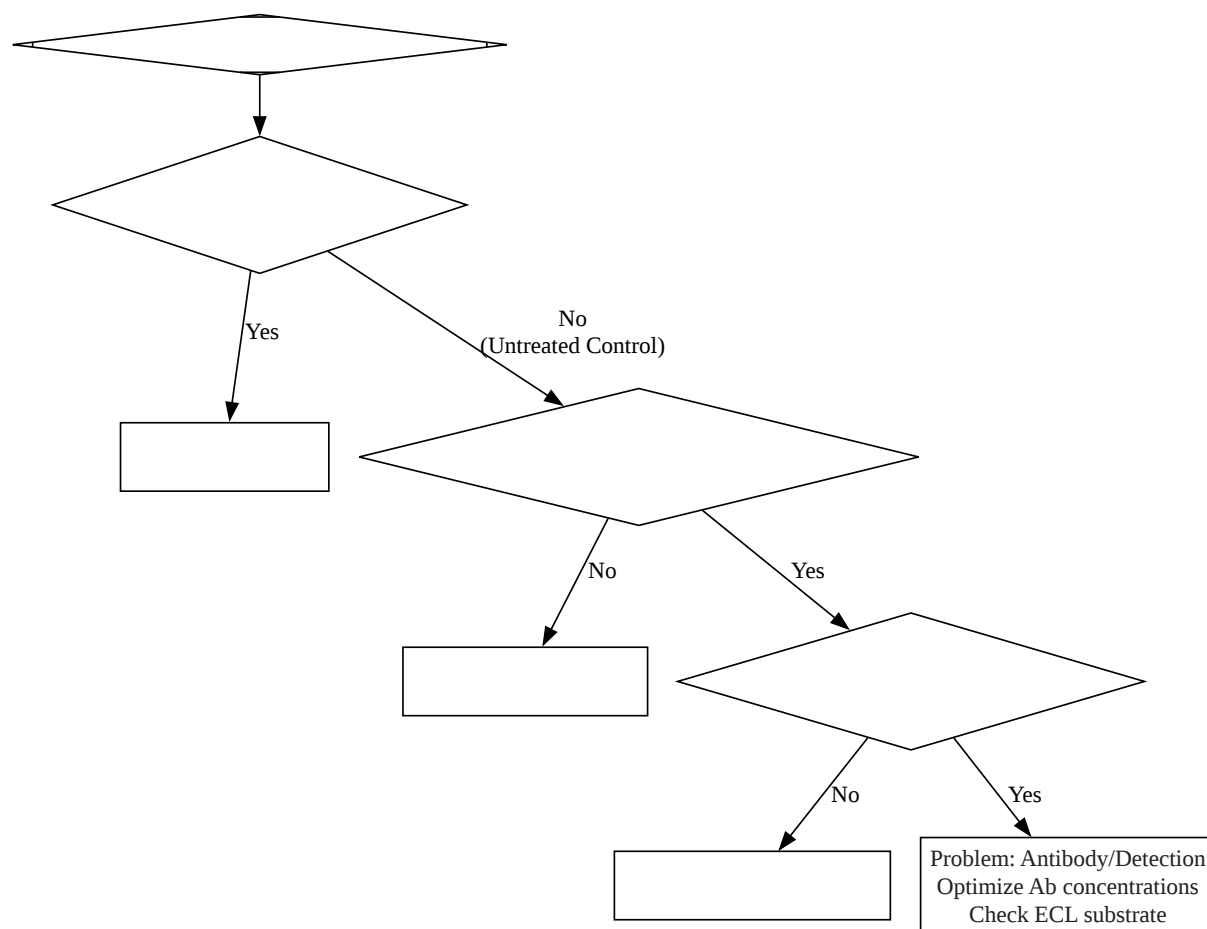 Yes
No
(Untreated Control)
No
Yes
No
Yes
Problem: Antibody/Detection
Optimize Ab concentrations
Check ECL substrate